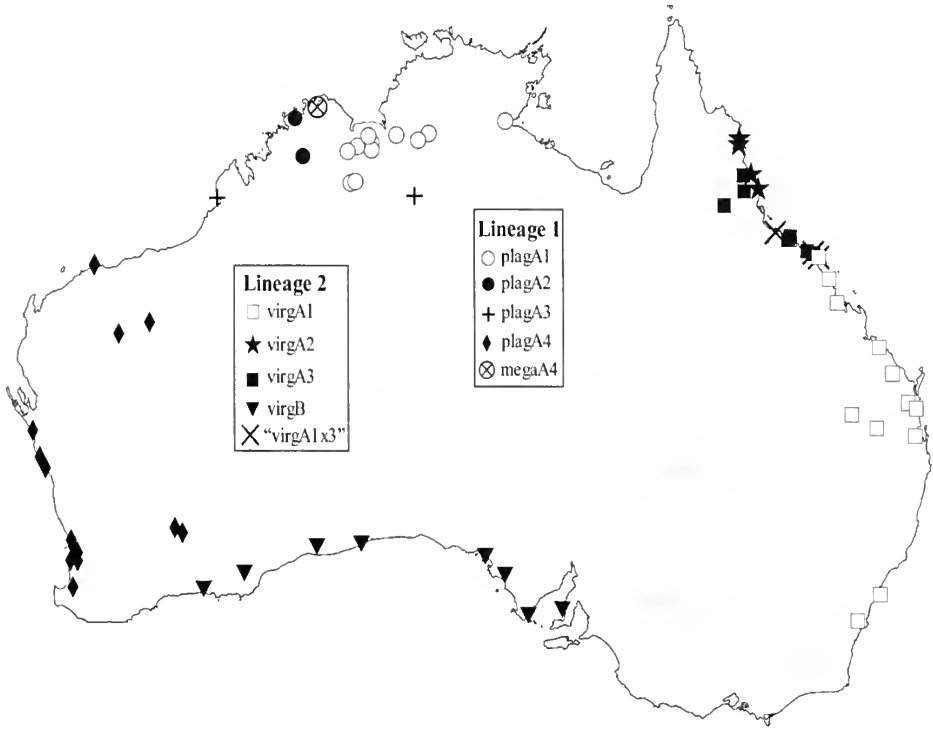 Lineage 1
plagA1
plagA2
plagA3
plagA4
megaA4
Lineage 2
virgA1
virgA2
virgA3
virgB
“virgA1x3”